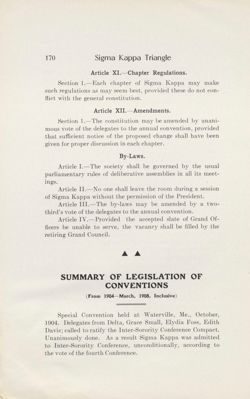 170 Sigma Kappa Triangle
Article XI.—Chapter Regulations.
Section 1.—Each chapter of Sigma Kappa may make
such regulations as may seem best, provided these do not con-
flict with the general constitution.
Article XII.—Amendments.
Section 1.—The constitution may be amended by unani-
mous vote of the delegates to the annual convention, provided
that sufficient notice of the proposed change shall have been
given for proper discussion in each chapter.
By-Laws.
Article I.—The society shall be governed by the usual
parliamentary rules of deliberative assemblies in all its meet-
ings.
Article II.—No one shall leave the room during a session
of Sigma Kappa without the permission of the President.
Article III.—The by-laws may be amended by a two-
third's vote of the delegates to the annual convention.
Article IV.—Provided the accepted slate of Grand Of-
ficers be unable to serve, the vacancy shall be filled by the
retiring Grand Council.
SUMMARY OF LEGISLATION OF
CONVENTIONS
(From 1904—March, 1908, Inclusive)
Special Convention held at Waterville, Me., October,
1904. Delegates from Delta, Grace Small, Elydia Foss, Edith
Davis; called to ratify the Inter-Sorority Conference Compact.
Unanimously done. As a result Sigma Kappa was admitted
to Inter-Sorority Conference, unconditionally, according to
the vote of the fourth Conference.